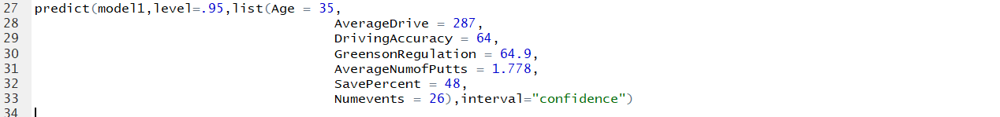 27 predict(model1,level=.95,list(Age = 35,
28 AverageDrive = 287,
29 DrivingAccuracy = 64,
30 GreensonRegulation = 64.9,
31 AverageNumofPutts = 1.778,
32 SavePercent = 48,
33 Numevents = 26),interval="confidence")
34